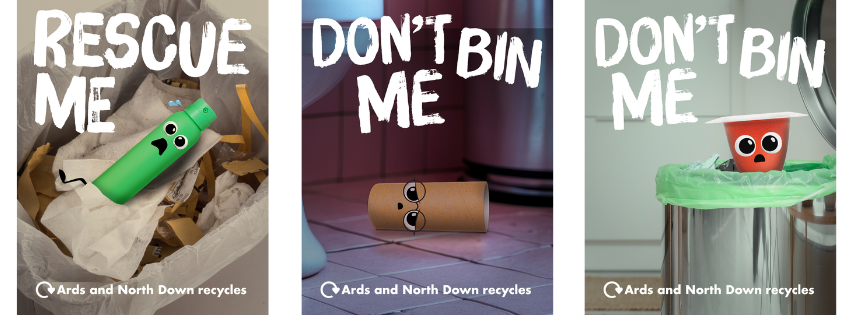 RESCUE
ME
Ards and North Down recycles
DON'T BIN
ME
Ards and North Down recycles
DON'T BIN
ME
Ards and North Down recycles